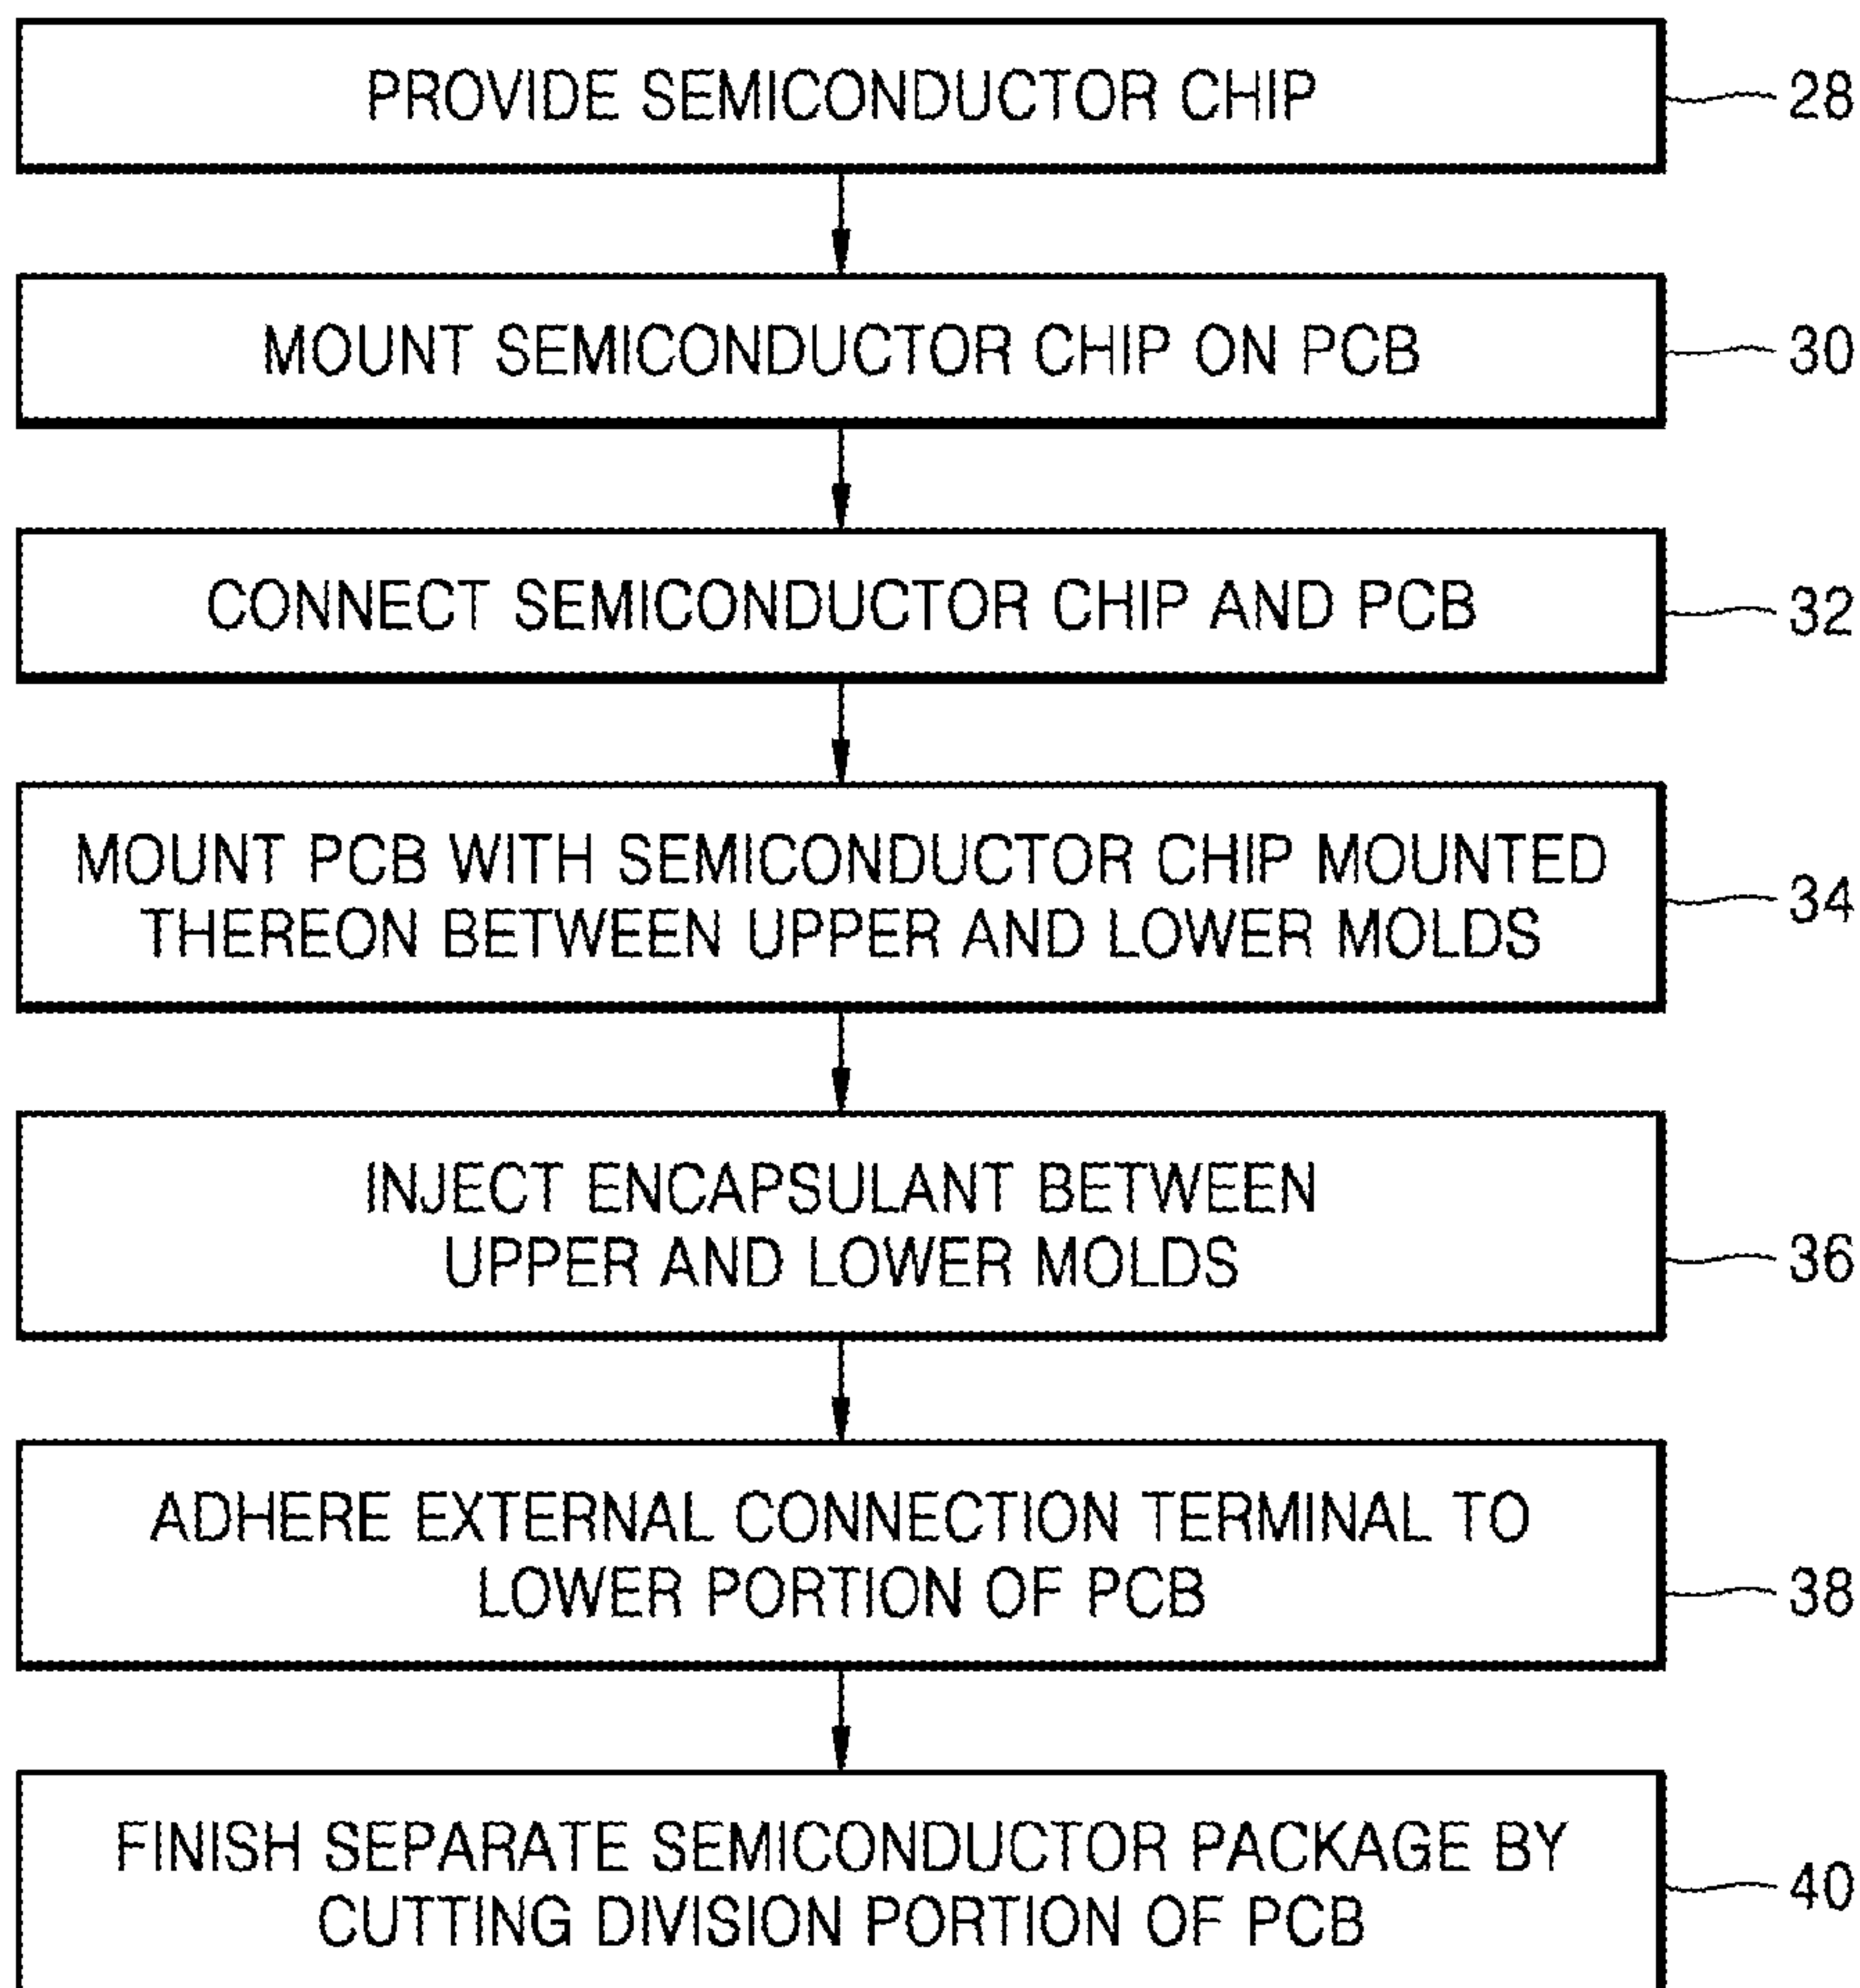 PROVIDE SEMICONDUCTOR CHIP
28
MOUNT SEMICONDUCTOR CHIP ON PCB
30
CONNECT SEMICONDUCTOR CHIP AND PCB
32
MOUNT PCB WITH SEMICONDUCTOR CHIP MOUNTED
THEREON BETWEEN UPPER AND LOWER MOLDS
34
INJECT ENCAPSULANT BETWEEN
UPPER AND LOWER MOLDS
36
ADHERE EXTERNAL CONNECTION TERMINAL TO
LOWER PORTION OF PCB
38
FINISH SEPARATE SEMICONDUCTOR PACKAGE BY
CUTTING DIVISION PORTION OF PCB
40